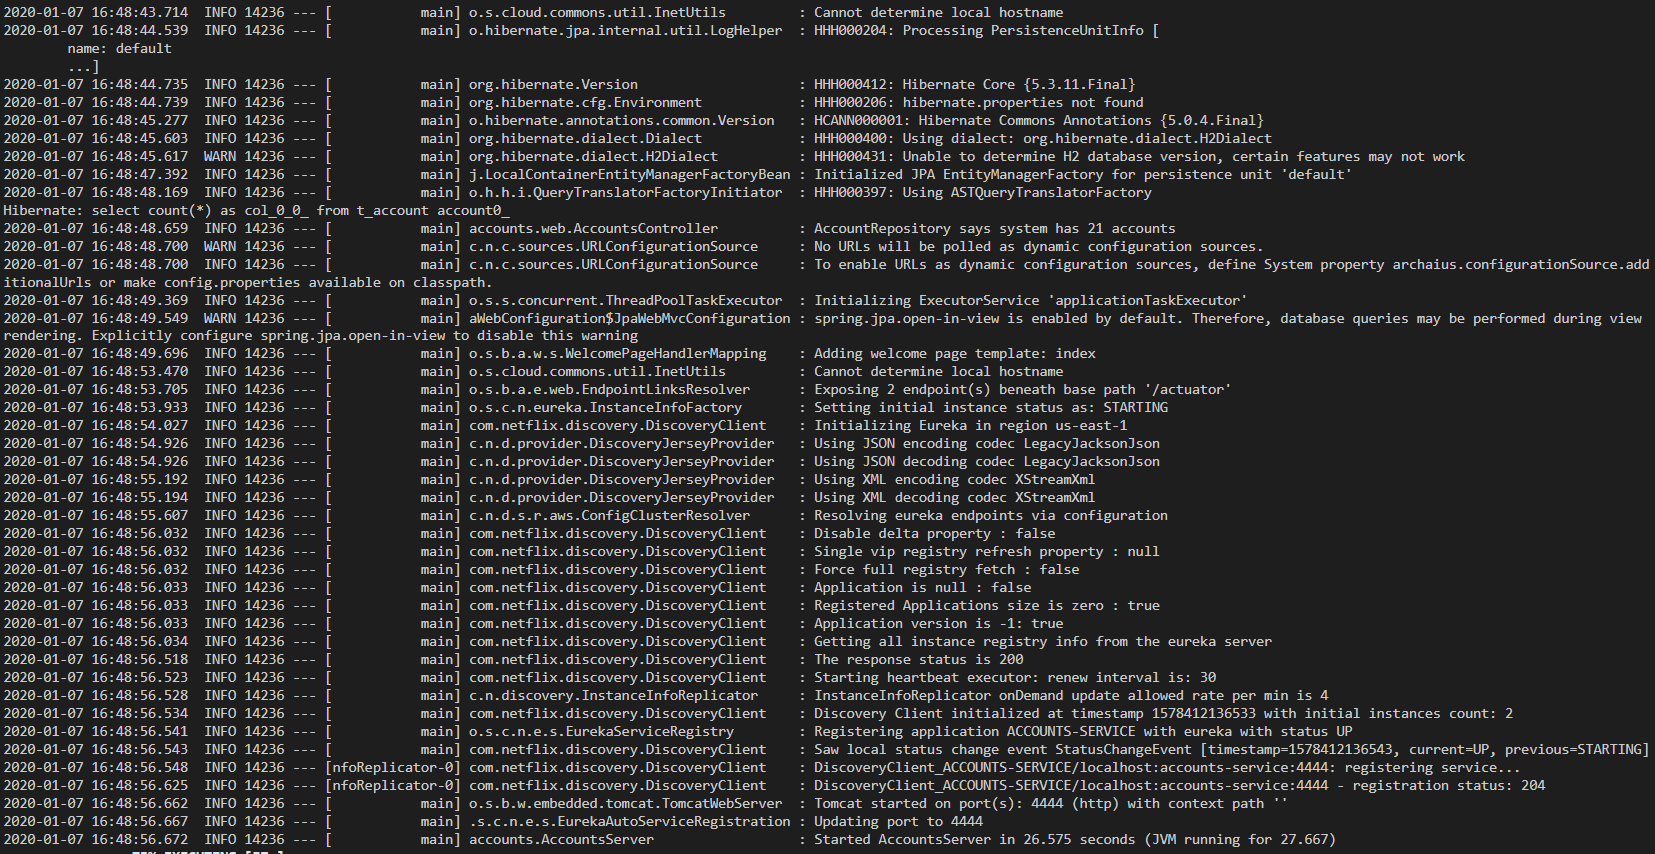 2020-01-07 16:48:43.714  INFO 14236 --- [           main] o.s.cloud.commons.util.InetUtils         : Cannot determine local hostname
2020-01-07 16:48:44.539  INFO 14236 --- [           main] o.hibernate.jpa.internal.util.LogHelper  : HHH000204: Processing PersistenceUnitInfo [
        name: default
        ...]
2020-01-07 16:48:44.735  INFO 14236 --- [           main] org.hibernate.Version                    : HHH000412: Hibernate Core {5.3.11.Final}
2020-01-07 16:48:44.739  INFO 14236 --- [           main] org.hibernate.cfg.Environment            : HHH000206: hibernate.properties not found
2020-01-07 16:48:45.277  INFO 14236 --- [           main] o.hibernate.annotations.common.Version   : HCANN000001: Hibernate Commons Annotations {5.0.4.Final}
2020-01-07 16:48:45.603  INFO 14236 --- [           main] org.hibernate.dialect.Dialect            : HHH000400: Using dialect: org.hibernate.dialect.H2Dialect
2020-01-07 16:48:45.617  WARN 14236 --- [           main] org.hibernate.dialect.H2Dialect          : HHH000431: Unable to determine H2 database version, certain features may not work
2020-01-07 16:48:47.392  INFO 14236 --- [           main] j.LocalContainerEntityManagerFactoryBean : Initialized JPA EntityManagerFactory for persistence unit 'default'
2020-01-07 16:48:48.169  INFO 14236 --- [           main] o.h.h.i.QueryTranslatorFactoryInitiator  : HHH000397: Using ASTQueryTranslatorFactory
Hibernate: select count(*) as col_0_0_ from t_account account0_
2020-01-07 16:48:48.659  INFO 14236 --- [           main] accounts.web.AccountsController          : AccountRepository says system has 21 accounts
2020-01-07 16:48:48.700  WARN 14236 --- [           main] c.n.c.sources.URLConfigurationSource     : No URLs will be polled as dynamic configuration sources.
2020-01-07 16:48:48.700  INFO 14236 --- [           main] c.n.c.sources.URLConfigurationSource     : To enable URLs as dynamic configuration sources, define System property archaius.configurationSource.add
itionalUrls or make config.properties available on classpath.
2020-01-07 16:48:49.369  INFO 14236 --- [           main] o.s.s.concurrent.ThreadPoolTaskExecutor  : Initializing ExecutorService 'applicationTaskExecutor'
2020-01-07 16:48:49.549  WARN 14236 --- [           main] aWebConfiguration$JpaWebMvcConfiguration : spring.jpa.open-in-view is enabled by default. Therefore, database queries may be performed during view
rendering. Explicitly configure spring.jpa.open-in-view to disable this warning
2020-01-07 16:48:49.696  INFO 14236 --- [           main] o.s.b.a.w.s.WelcomePageHandlerMapping    : Adding welcome page template: index
2020-01-07 16:48:53.470  INFO 14236 --- [           main] o.s.cloud.commons.util.InetUtils         : Cannot determine local hostname
2020-01-07 16:48:53.705  INFO 14236 --- [           main] o.s.b.a.e.web.EndpointLinksResolver      : Exposing 2 endpoint(s) beneath base path '/actuator'
2020-01-07 16:48:53.933  INFO 14236 --- [           main] o.s.c.n.eureka.InstanceInfoFactory       : Setting initial instance status as: STARTING
2020-01-07 16:48:54.027  INFO 14236 --- [           main] com.netflix.discovery.DiscoveryClient    : Initializing Eureka in region us-east-1
2020-01-07 16:48:54.926  INFO 14236 --- [           main] c.n.d.provider.DiscoveryJerseyProvider   : Using JSON encoding codec LegacyJacksonJson
2020-01-07 16:48:54.926  INFO 14236 --- [           main] c.n.d.provider.DiscoveryJerseyProvider   : Using JSON decoding codec LegacyJacksonJson
2020-01-07 16:48:55.192  INFO 14236 --- [           main] c.n.d.provider.DiscoveryJerseyProvider   : Using XML encoding codec XStreamXml
2020-01-07 16:48:55.194  INFO 14236 --- [           main] c.n.d.provider.DiscoveryJerseyProvider   : Using XML decoding codec XStreamXml
2020-01-07 16:48:55.607  INFO 14236 --- [           main] c.n.d.s.r.aws.ConfigClusterResolver      : Resolving eureka endpoints via configuration
2020-01-07 16:48:56.032  INFO 14236 --- [           main] com.netflix.discovery.DiscoveryClient    : Disable delta property : false
2020-01-07 16:48:56.032  INFO 14236 --- [           main] com.netflix.discovery.DiscoveryClient    : Single vip registry refresh property : null
2020-01-07 16:48:56.032  INFO 14236 --- [           main] com.netflix.discovery.DiscoveryClient    : Force full registry fetch : false
2020-01-07 16:48:56.033  INFO 14236 --- [           main] com.netflix.discovery.DiscoveryClient    : Application is null : false
2020-01-07 16:48:56.033  INFO 14236 --- [           main] com.netflix.discovery.DiscoveryClient    : Registered Applications size is zero : true
2020-01-07 16:48:56.033  INFO 14236 --- [           main] com.netflix.discovery.DiscoveryClient    : Application version is -1: true
2020-01-07 16:48:56.034  INFO 14236 --- [           main] com.netflix.discovery.DiscoveryClient    : Getting all instance registry info from the eureka server
2020-01-07 16:48:56.518  INFO 14236 --- [           main] com.netflix.discovery.DiscoveryClient    : The response status is 200
2020-01-07 16:48:56.523  INFO 14236 --- [           main] com.netflix.discovery.DiscoveryClient    : Starting heartbeat executor: renew interval is: 30
2020-01-07 16:48:56.528  INFO 14236 --- [           main] c.n.discovery.InstanceInfoReplicator     : InstanceInfoReplicator onDemand update allowed rate per min is 4
2020-01-07 16:48:56.534  INFO 14236 --- [           main] com.netflix.discovery.DiscoveryClient    : Discovery Client initialized at timestamp 1578412136533 with initial instances count: 2
2020-01-07 16:48:56.541  INFO 14236 --- [           main] o.s.c.n.e.s.EurekaServiceRegistry        : Registering application ACCOUNTS-SERVICE with eureka with status UP
2020-01-07 16:48:56.543  INFO 14236 --- [           main] com.netflix.discovery.DiscoveryClient    : Saw local status change event StatusChangeEvent [timestamp=1578412136543, current=UP, previous=STARTING]
2020-01-07 16:48:56.548  INFO 14236 --- [nfoReplicator-0] com.netflix.discovery.DiscoveryClient    : DiscoveryClient_ACCOUNTS-SERVICE/localhost:accounts-service:4444: registering service...
2020-01-07 16:48:56.625  INFO 14236 --- [nfoReplicator-0] com.netflix.discovery.DiscoveryClient    : DiscoveryClient_ACCOUNTS-SERVICE/localhost:accounts-service:4444 - registration status: 204
2020-01-07 16:48:56.662  INFO 14236 --- [           main] o.s.b.w.embedded.tomcat.TomcatWebServer  : Tomcat started on port(s): 4444 (http) with context path ''
2020-01-07 16:48:56.667  INFO 14236 --- [           main] .s.c.n.e.s.EurekaAutoServiceRegistration : Updating port to 4444
2020-01-07 16:48:56.672  INFO 14236 --- [           main] accounts.AccountsServer                  : Started AccountsServer in 26.575 seconds (JVM running for 27.667)